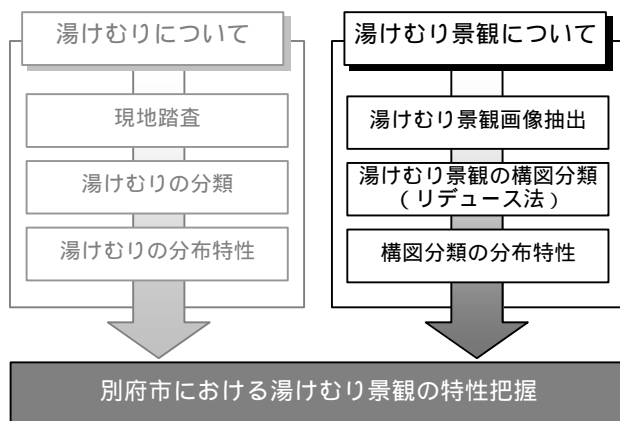 湯けむりについて
現地踏査
湯けむりの分類
湯けむりの分布特性
湯けむり景観について
湯けむり景観画像抽出
湯けむり景観の構図分類
(リデュース法)
構図分類の分布特性
別府市における湯けむり景観の特性把握